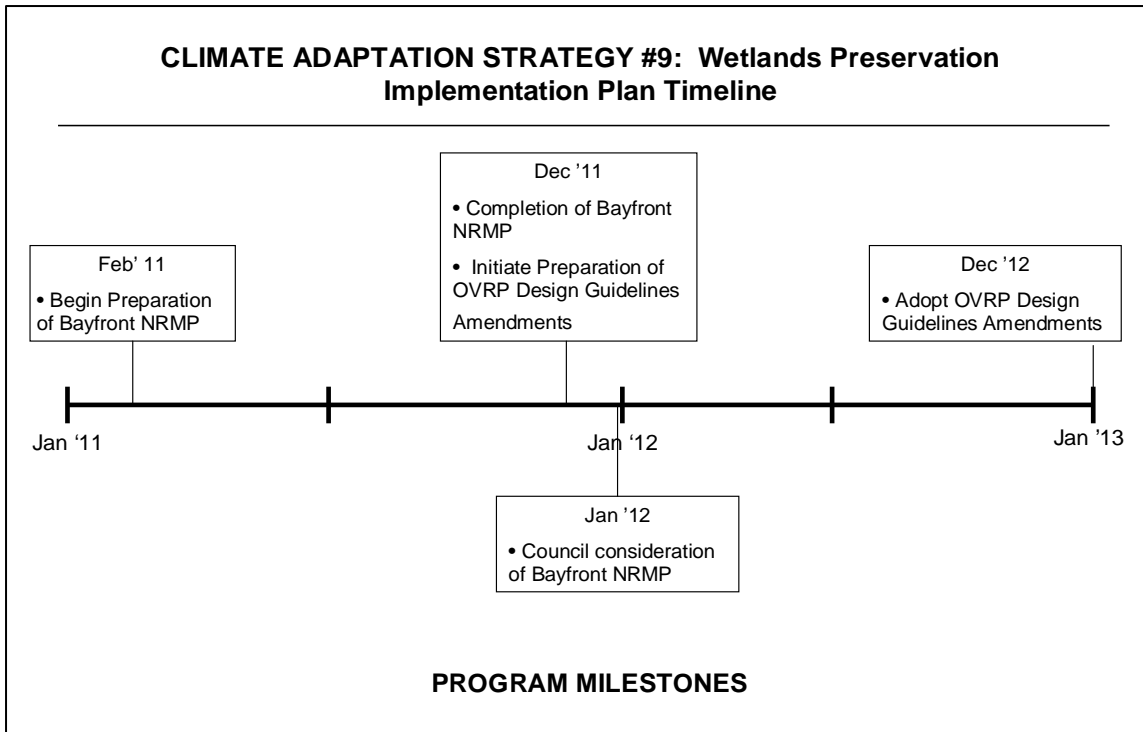 CLIMATE ADAPTATION STRATEGY #9:  Wetlands Preservation
Implementation Plan Timeline
Feb’ 11
• Begin Preparation
of Bayfront NRMP
Dec ’11
• Completion of Bayfront
NRMP
• Initiate Preparation of
OVRP Design Guidelines
Amendments
Dec ’12
• Adopt OVRP Design
Guidelines Amendments
Jan ‘11
Jan ‘12
Jan ’13
Jan ’12
• Council consideration
of Bayfront NRMP
PROGRAM MILESTONES